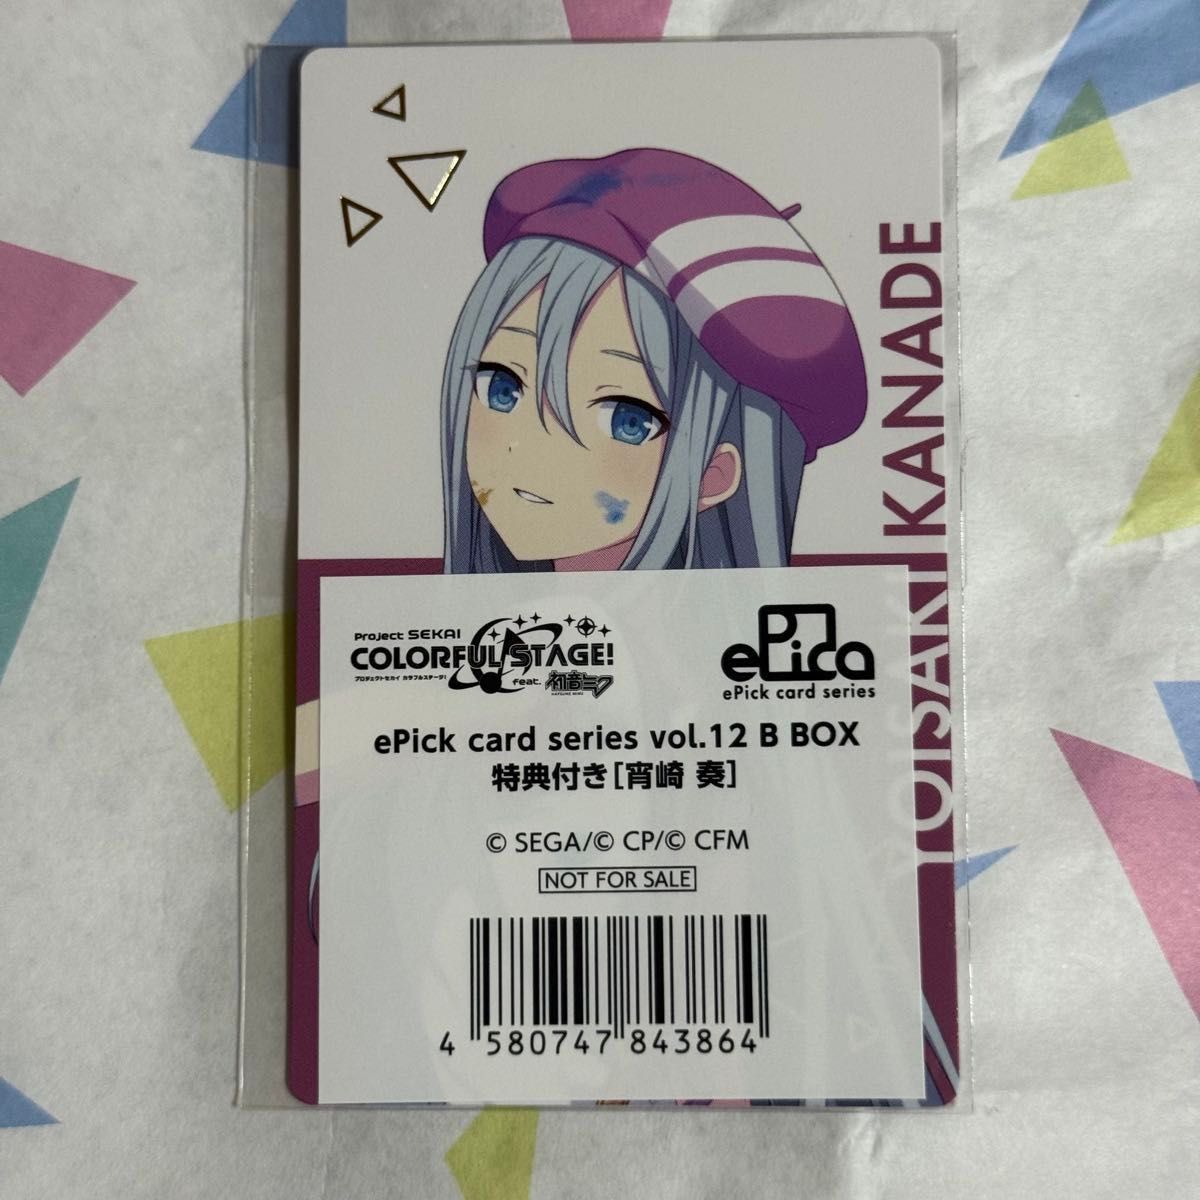 YOISAKI KANADE
Project SEKAI
COLORFUL STAGE!
プロジェクトセカイ カラフルステージ!
feat. 初音ミク
HATSUNE MIKU
ePica
ePick card series
ePick card series vol.12 B BOX
特典付き[宵崎 奏]
© SEGA/© CP/© CFM
NOT FOR SALE
4 580747 843864